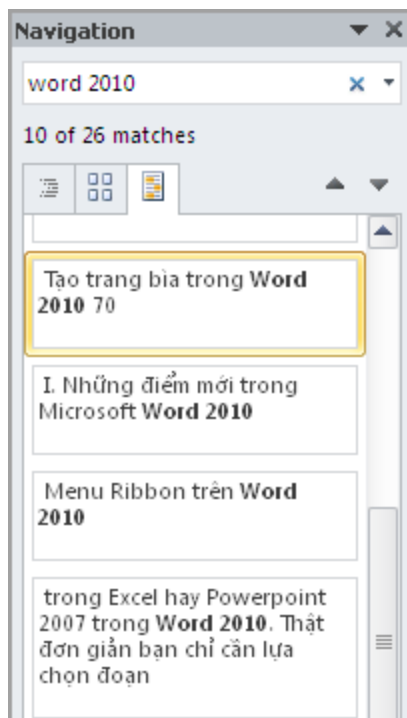 Navigation
word 2010
10 of 26 matches
Tạo trang bìa trong Word
2010 70
I. Những điểm mới trong
Microsoft Word 2010
Menu Ribbon trên Word
2010
trong Excel hay Powerpoint
2007 trong Word 2010. Thật
đơn giản bạn chỉ cần lựa
chọn đoạn